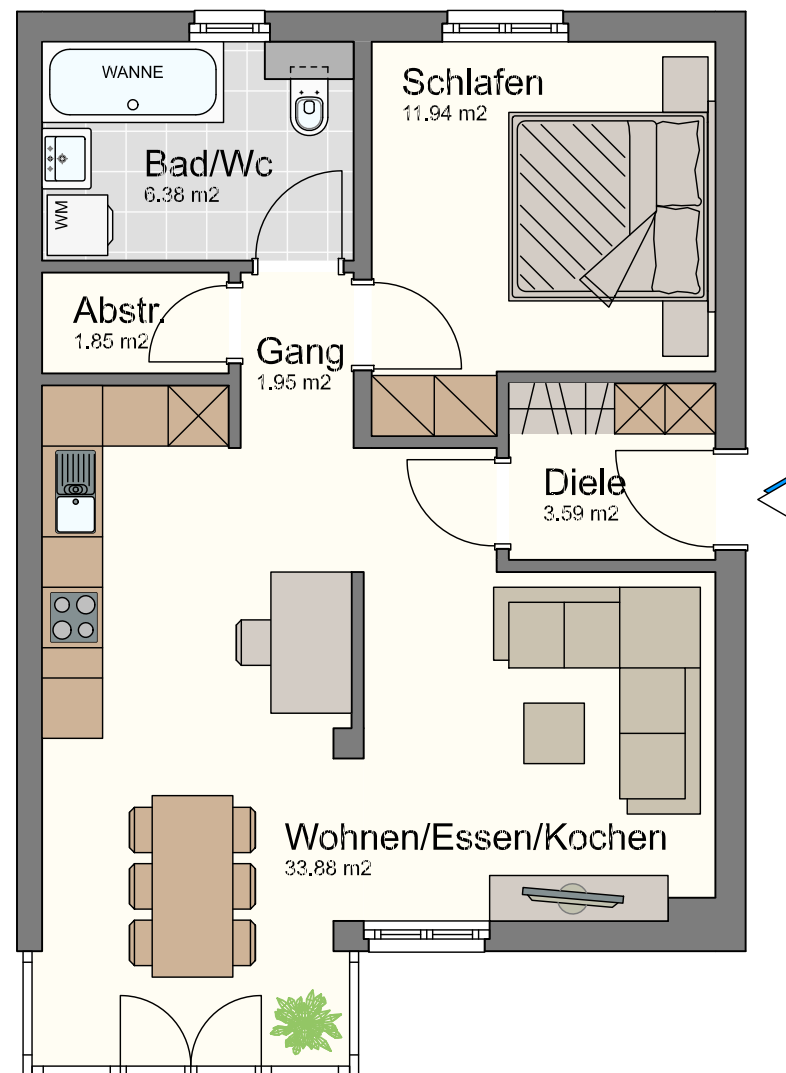 WANNE
Schlafen
11.94 m2
Bad/Wc
6.38 m2
WM
Abstr.
1.85 m2
Gang
1.95 m2
Diele
3.59 m2
Wohnen/Essen/Kochen
33.88 m2